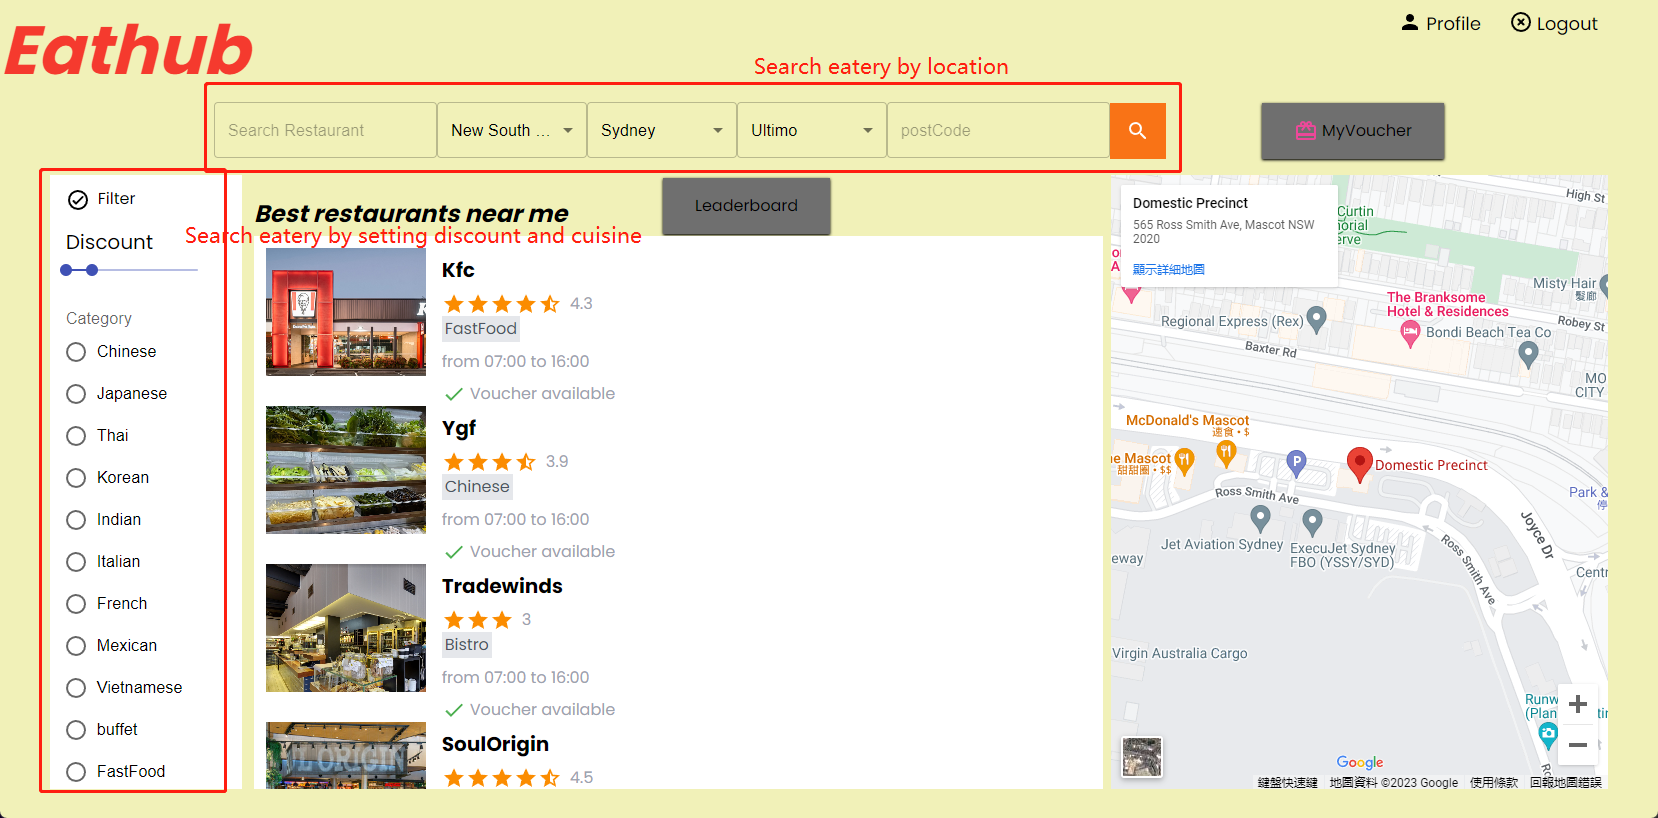 Eathub
Profile
Logout
Search eatery by location
Search Restaurant
New South ...
Sydney
Ultimo
postCode
MyVoucher
Filter
Discount
Category
Chinese
Japanese
Thai
Korean
Indian
Italian
French
Mexican
Vietnamese
buffet
FastFood
Best restaurants near me
Leaderboard
Search eatery by setting discount and cuisine
Kfc
4.3
FastFood
from 07:00 to 16:00
Voucher available
Ygf
3.9
Chinese
from 07:00 to 16:00
Voucher available
Tradewinds
3
Bistro
from 07:00 to 16:00
Voucher available
SoulOrigin
4.5
Domestic Precinct
565 Ross Smith Ave, Mascot NSW
2020
顯示詳細地圖
High St
Curtin
Misty Hair
髮廊
The Branksome
Hotel & Residences
Robey St
Regional Express (Rex)
Bondi Beach Tea Co
Baxter Rd
MO
CITY
McDonald's Mascot
速食 • $
ne Mascot
甜甜圈 • $$
P
Domestic Precinct
Ross Smith Ave
Park &
停
Joyce Dr
Jet Aviation Sydney
ExecuJet Sydney
FBO (YSSY/SYD)
eway
Ross Smith Ave
Centr
Virgin Australia Cargo
Runw
(Plan
Google
鍵盤快速鍵
地圖資料 ©2023 Google
使用條款
回報地圖錯誤